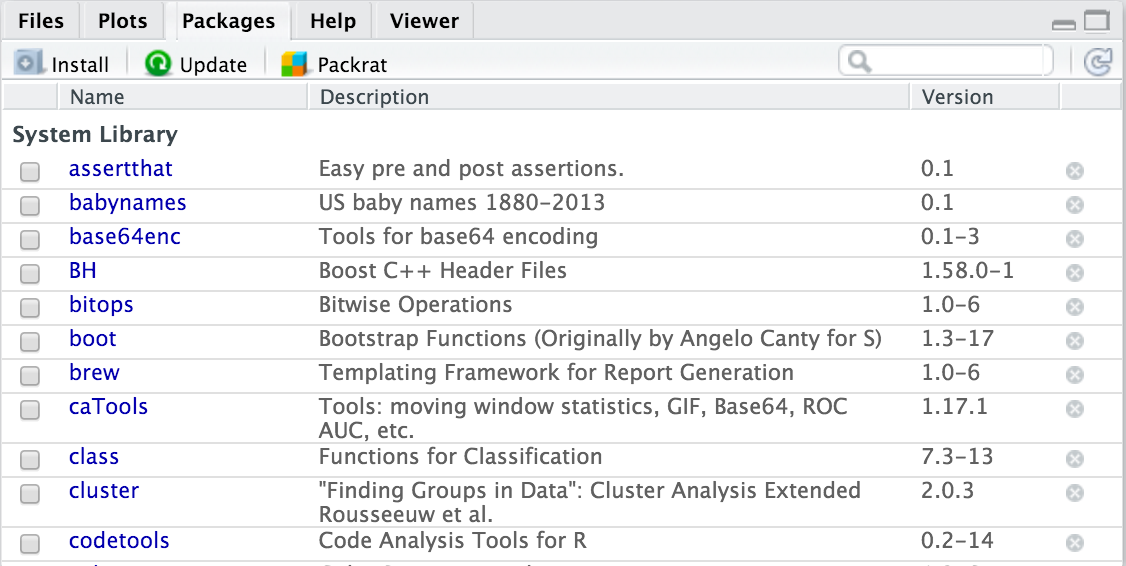 Files Plots Packages Help Viewer
Install Update Packrat
Name Description Version
System Library
assertthat Easy pre and post assertions. 0.1
babynames US baby names 1880-2013 0.1
base64enc Tools for base64 encoding 0.1-3
BH Boost C++ Header Files 1.58.0-1
bitops Bitwise Operations 1.0-6
boot Bootstrap Functions (Originally by Angelo Canty for S) 1.3-17
brew Templating Framework for Report Generation 1.0-6
caTools Tools: moving window statistics, GIF, Base64, ROC 1.17.1
AUC, etc.
class Functions for Classification 7.3-13
cluster "Finding Groups in Data": Cluster Analysis Extended 2.0.3
Rousseeuw et al.
codetools Code Analysis Tools for R 0.2-14